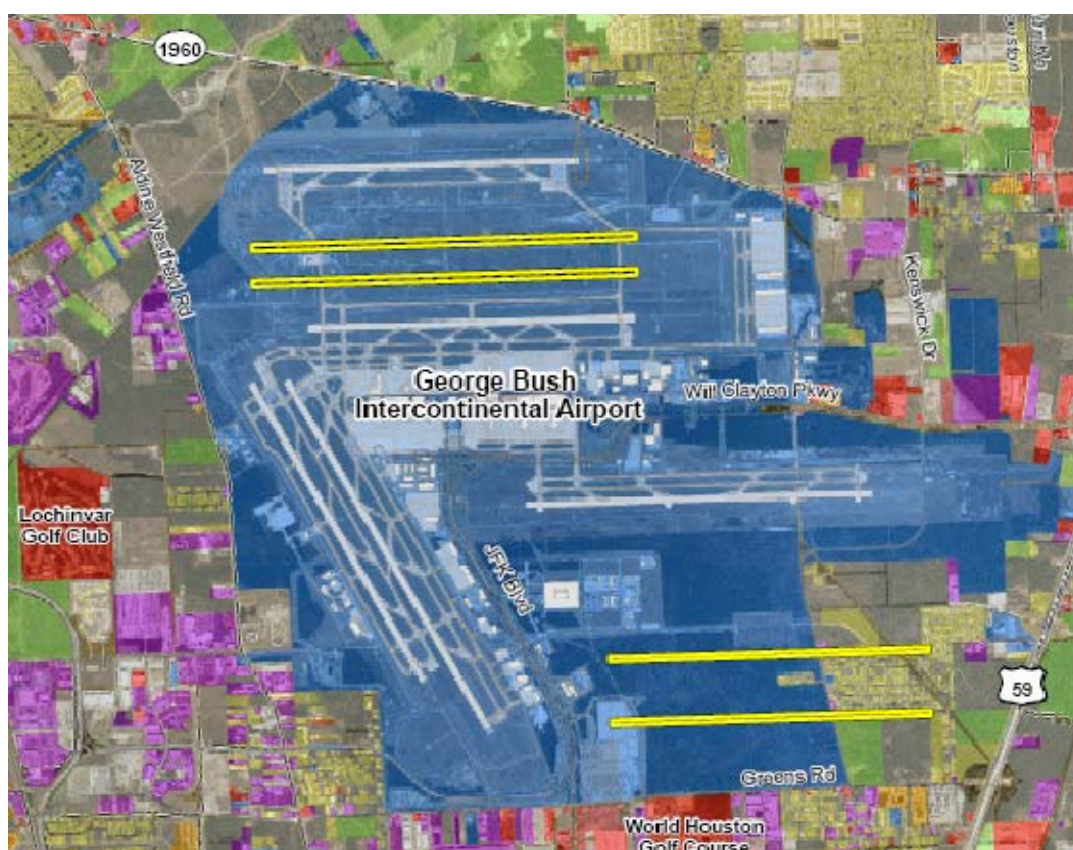 1960
Aldine Westfield Rd
Kenswick Dr
George Bush
Intercontinental Airport
Will Clayton Pkwy
Lochinvar
Golf Club
JFK Blvd
59
Greens Rd
World Houston
Golf Course